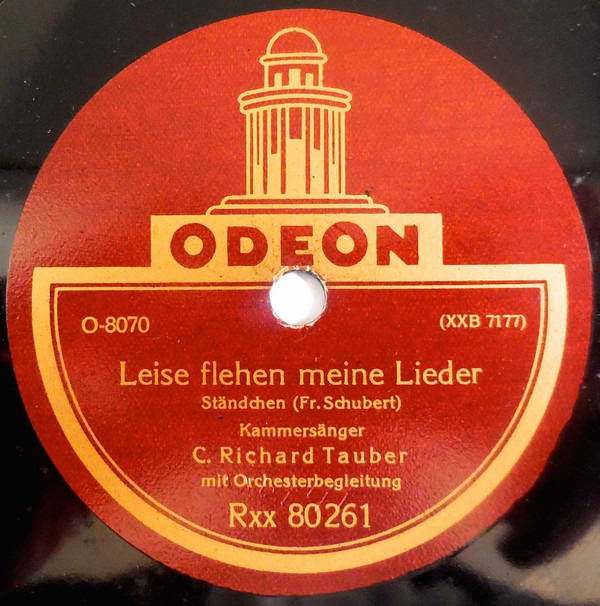 ODEON
O-8070
(XXB 7177)
Leise flehen meine Lieder
Ständchen (Fr. Schubert)
Kammersänger
C. Richard Tauber
mit Orchesterbegleitung
Rxx 80261